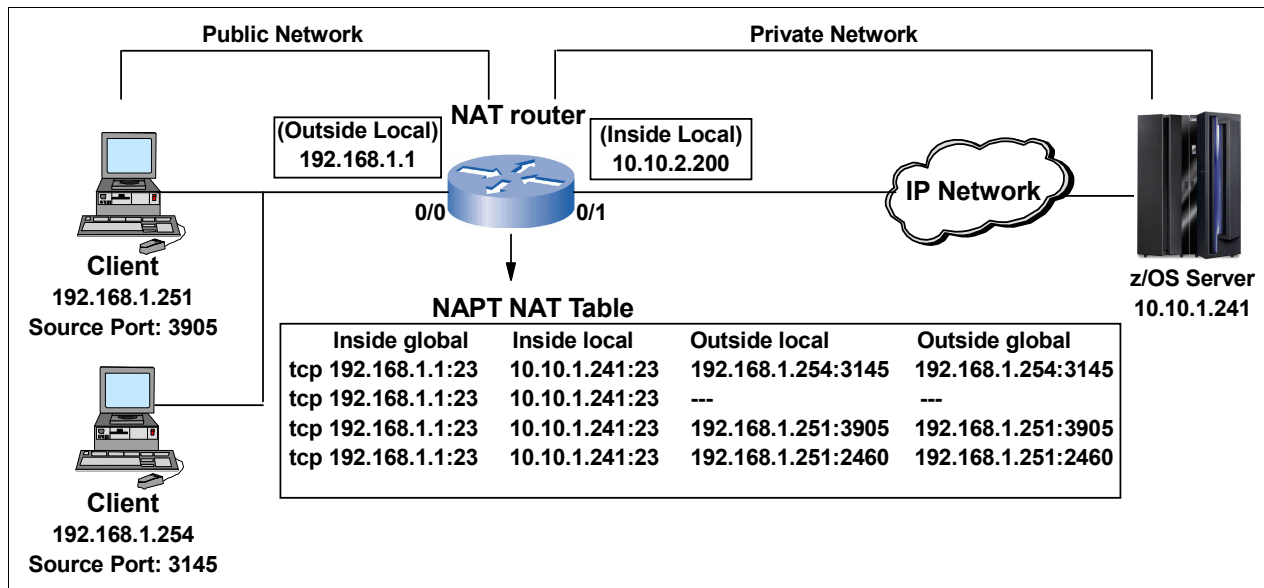 Public Network
Private Network
NAT router
(Outside Local)
192.168.1.1
(Inside Local)
10.10.2.200
0/0
0/1
IP Network
Client
192.168.1.251
Source Port: 3905
z/OS Server
10.10.1.241
NAPT NAT Table
Inside global Inside local Outside local Outside global
tcp 192.168.1.1:23 10.10.1.241:23 192.168.1.254:3145 192.168.1.254:3145
tcp 192.168.1.1:23 10.10.1.241:23 --- ---
tcp 192.168.1.1:23 10.10.1.241:23 192.168.1.251:3905 192.168.1.251:3905
tcp 192.168.1.1:23 10.10.1.241:23 192.168.1.251:2460 192.168.1.251:2460
Client
192.168.1.254
Source Port: 3145